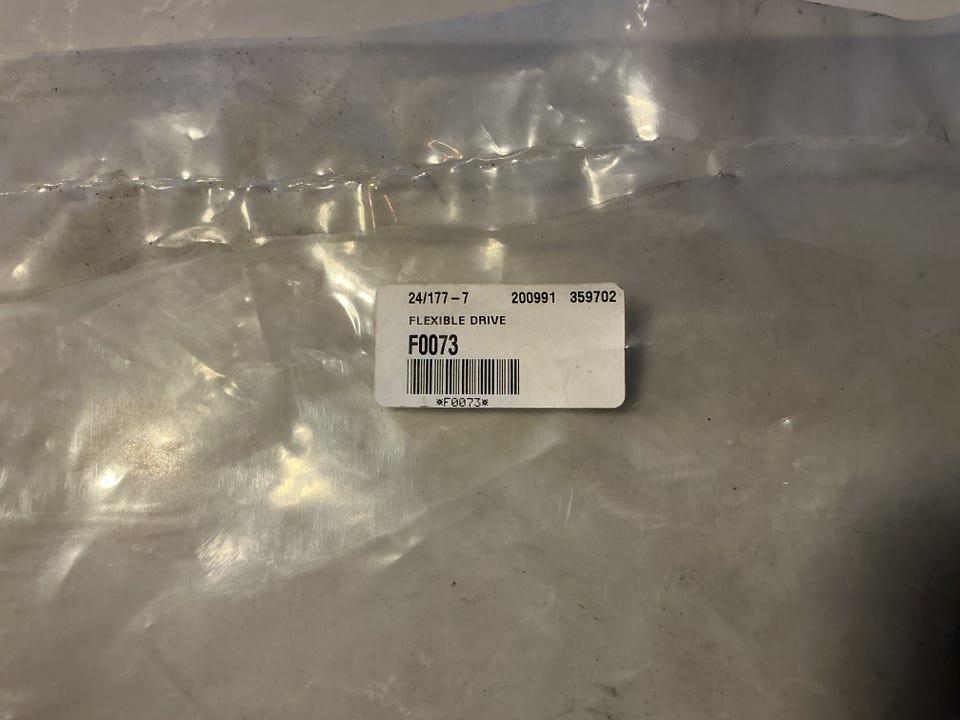 24/177-7 200991 359702
FLEXIBLE DRIVE
F0073
*F0073*